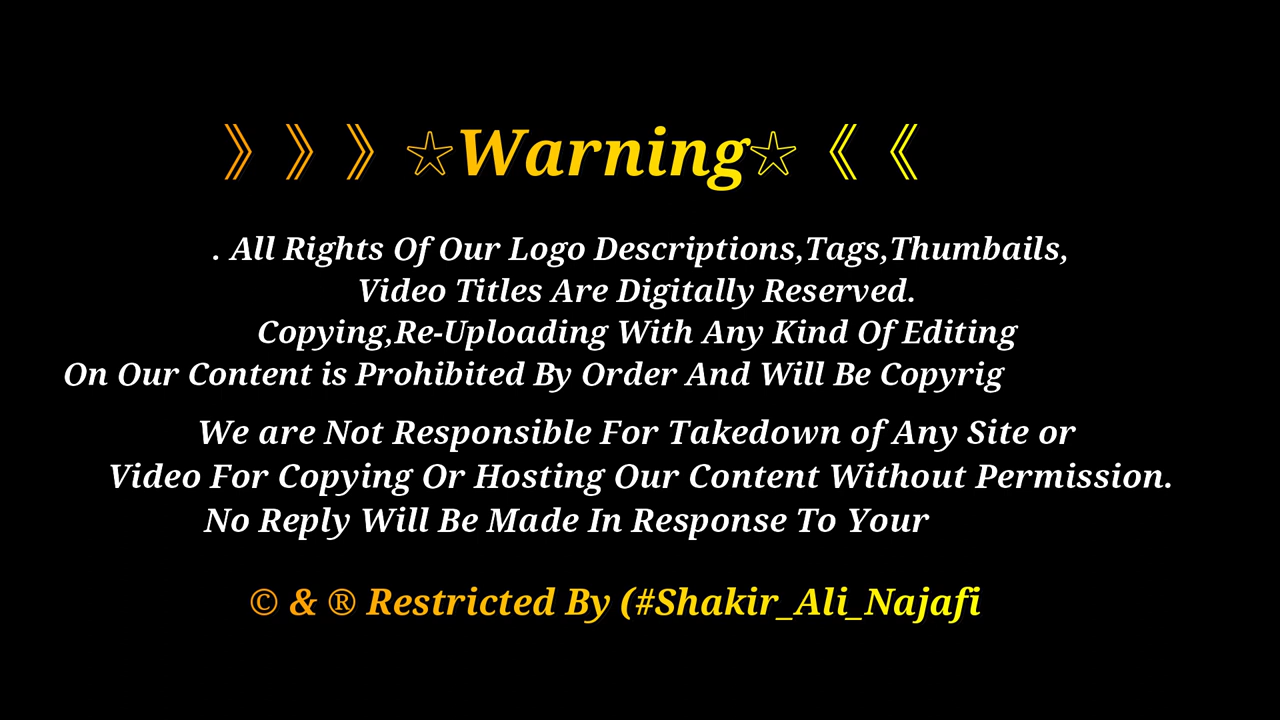 》》》☆Warning☆《《
. All Rights Of Our Logo Descriptions,Tags,Thumbails,
Video Titles Are Digitally Reserved.
Copying,Re-Uploading With Any Kind Of Editing
On Our Content is Prohibited By Order And Will Be Copyrig
We are Not Responsible For Takedown of Any Site or
Video For Copying Or Hosting Our Content Without Permission.
No Reply Will Be Made In Response To Your
© & ® Restricted By (#Shakir_Ali_Najafi